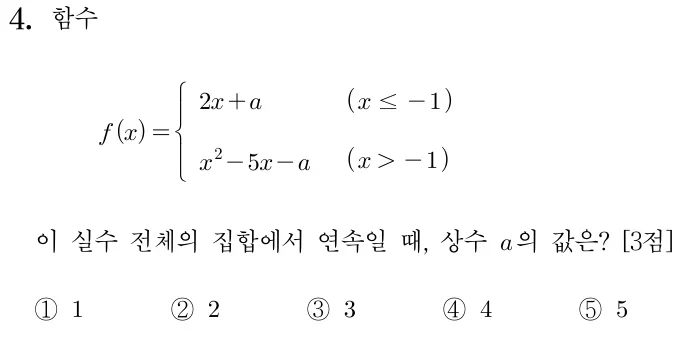 4. 함수
f(x) = { 2x+a (x ≤ -1)
x²-5x-a (x > -1)
이 실수 전체의 집합에서 연속일 때, 상수 a의 값은? [3점]
① 1 ② 2 ③ 3 ④ 4 ⑤ 5